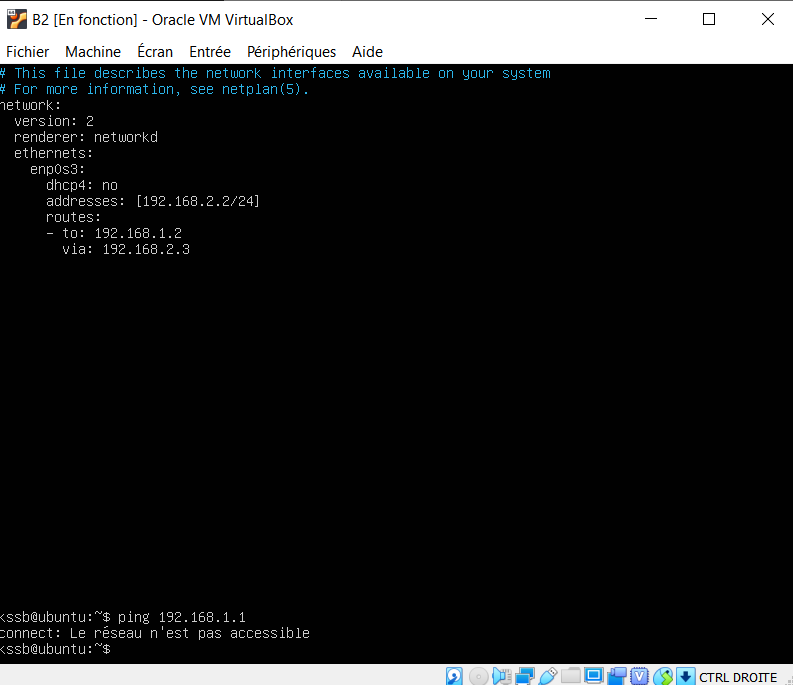 B2 [En fonction] - Oracle VM VirtualBox
Fichier Machine Écran Entrée Périphériques Aide
# This file describes the network interfaces available on your system
# For more information, see netplan(5).
network:
  version: 2
  renderer: networkd
  ethernets:
    enp0s3:
      dhcp4: no
      addresses: [192.168.2.2/24]
      routes:
      - to: 192.168.1.2
        via: 192.168.2.3
kssb@ubuntu:~$ ping 192.168.1.1
connect: Le réseau n'est pas accessible
kssb@ubuntu:~$
CTRL DROITE